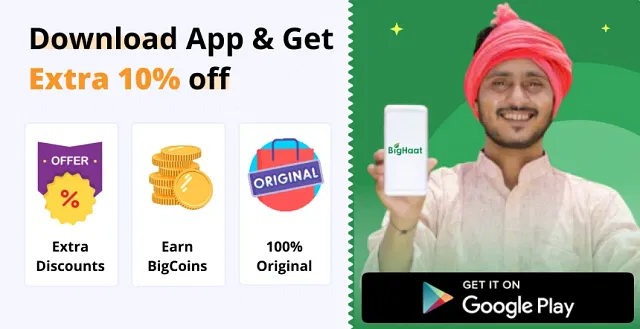 Download App & Get
Extra 10% off
OFFER
%
Extra
Discounts
Earn
BigCoins
ORIGINAL
100%
Original
BigHaat
GET IT ON
Google Play